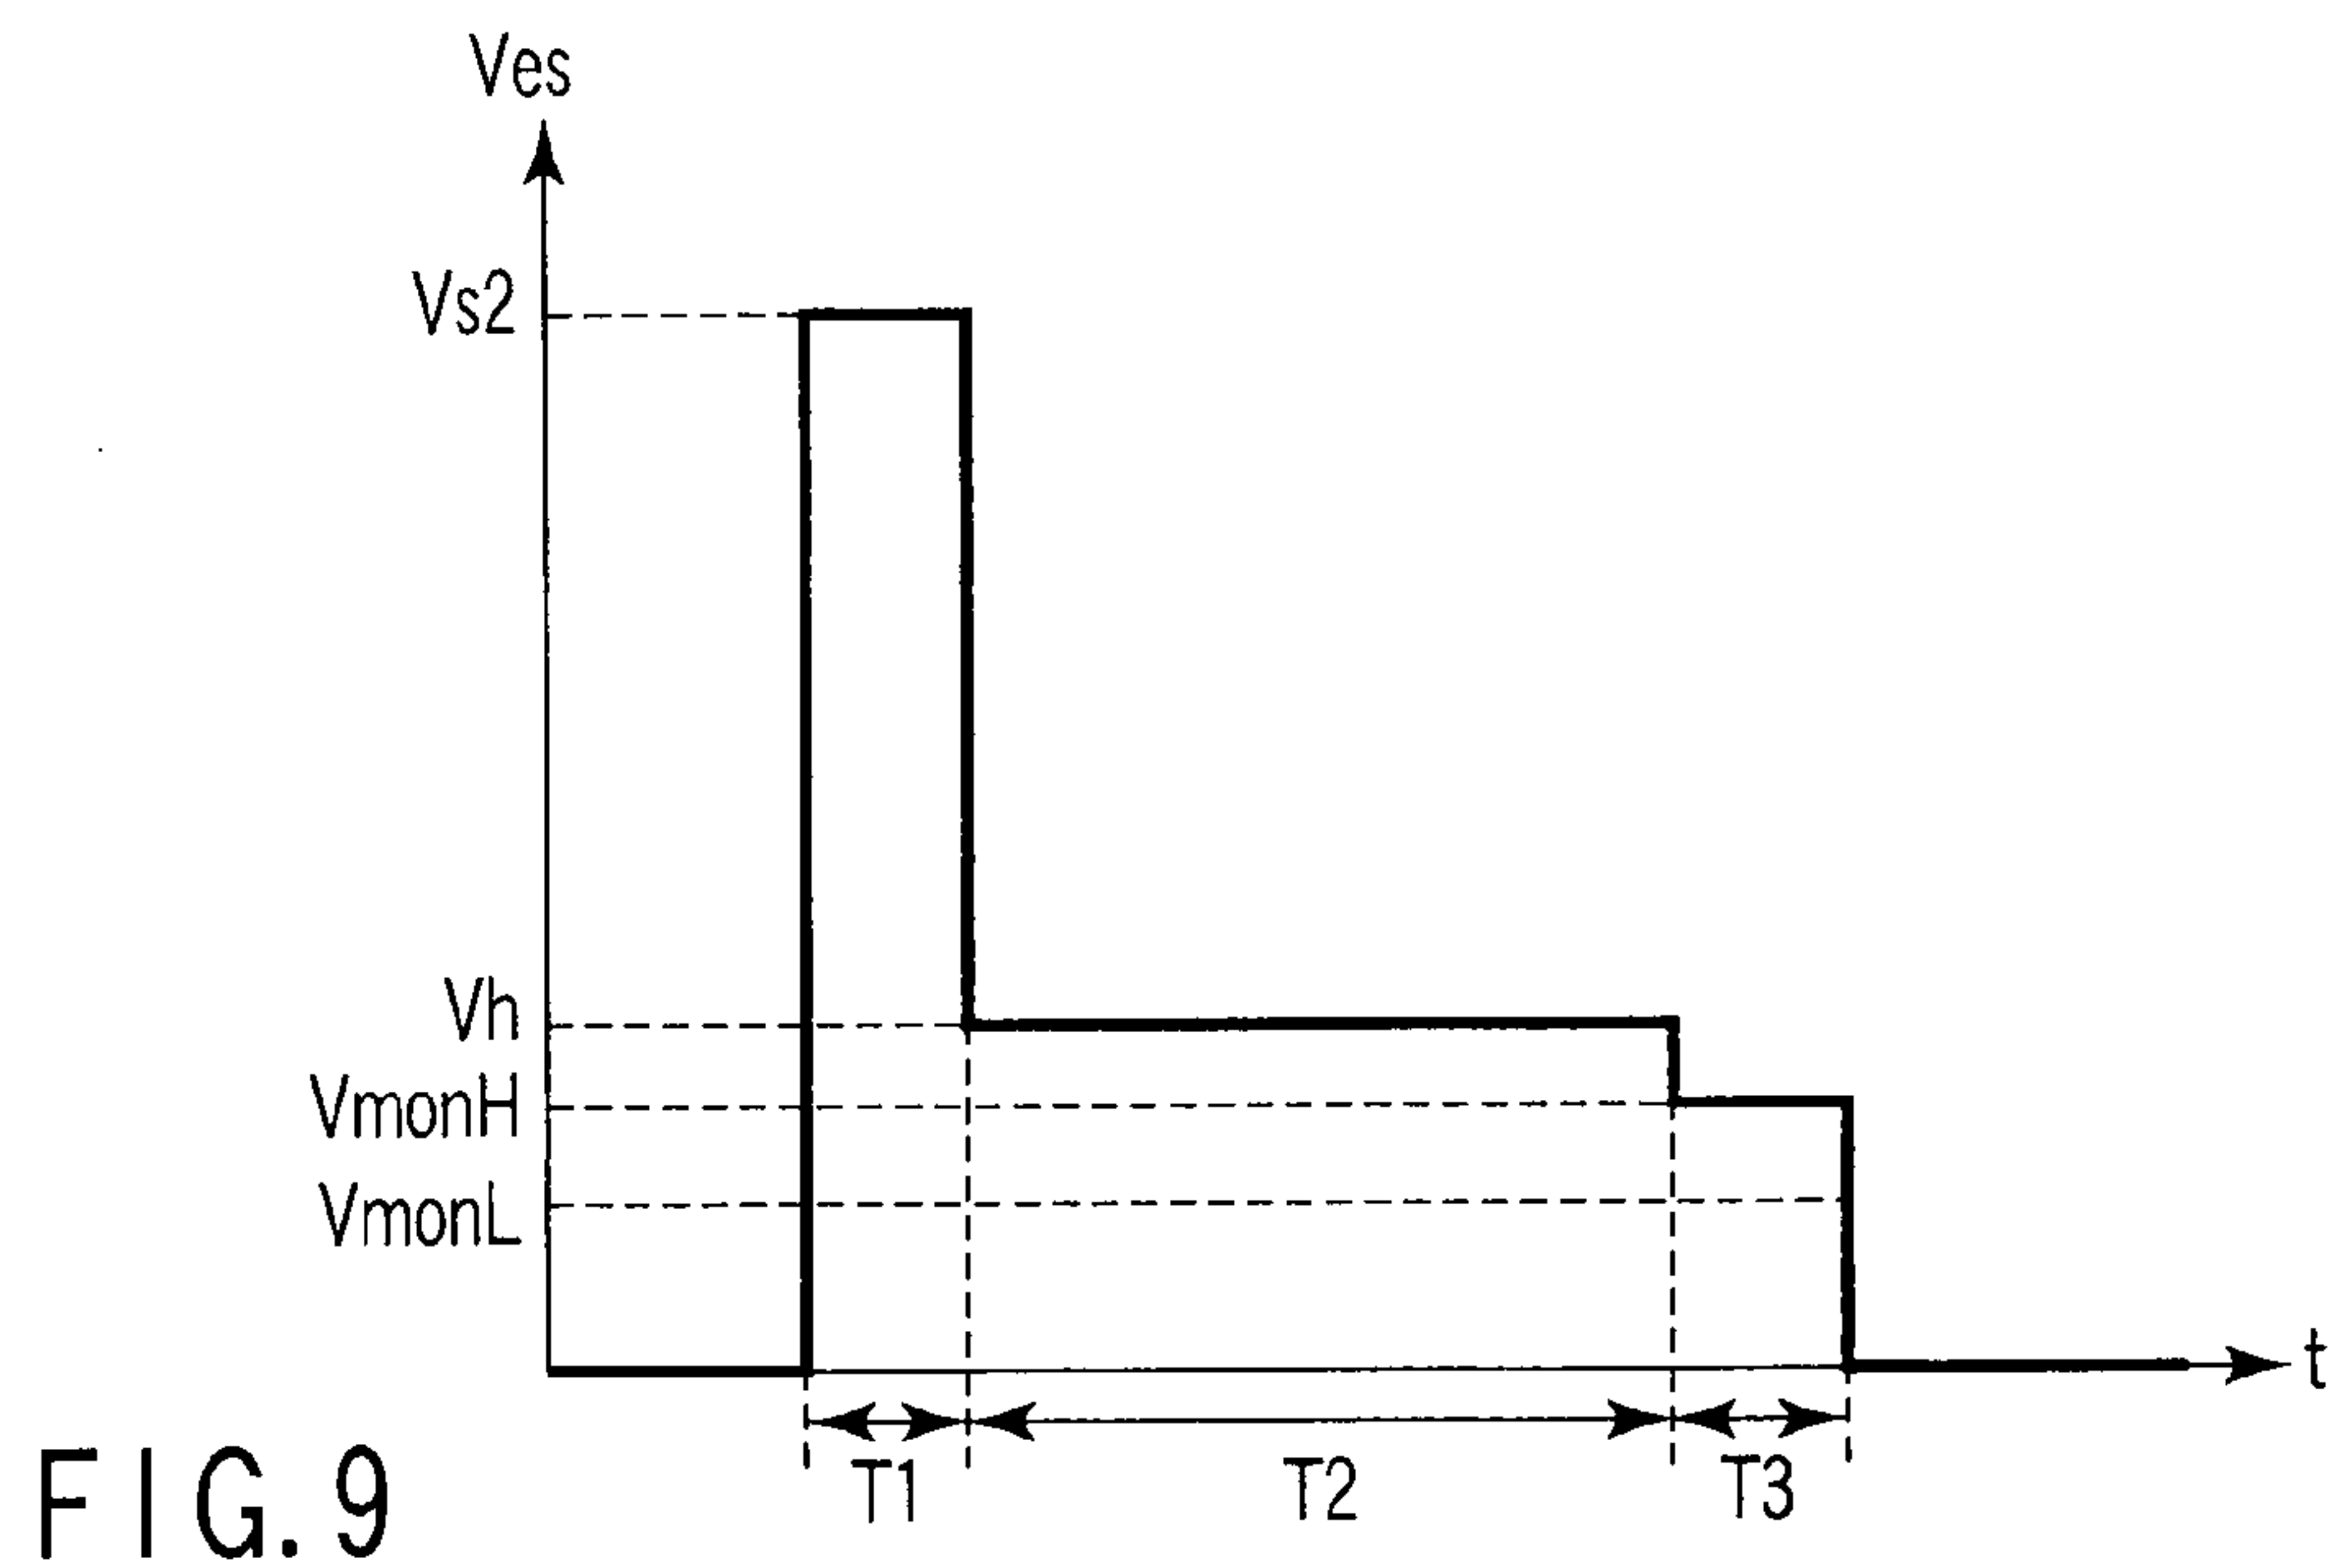 Ves
Vs2
Vh
VmonH
VmonL
t
T1 T2 T3
FIG. 9